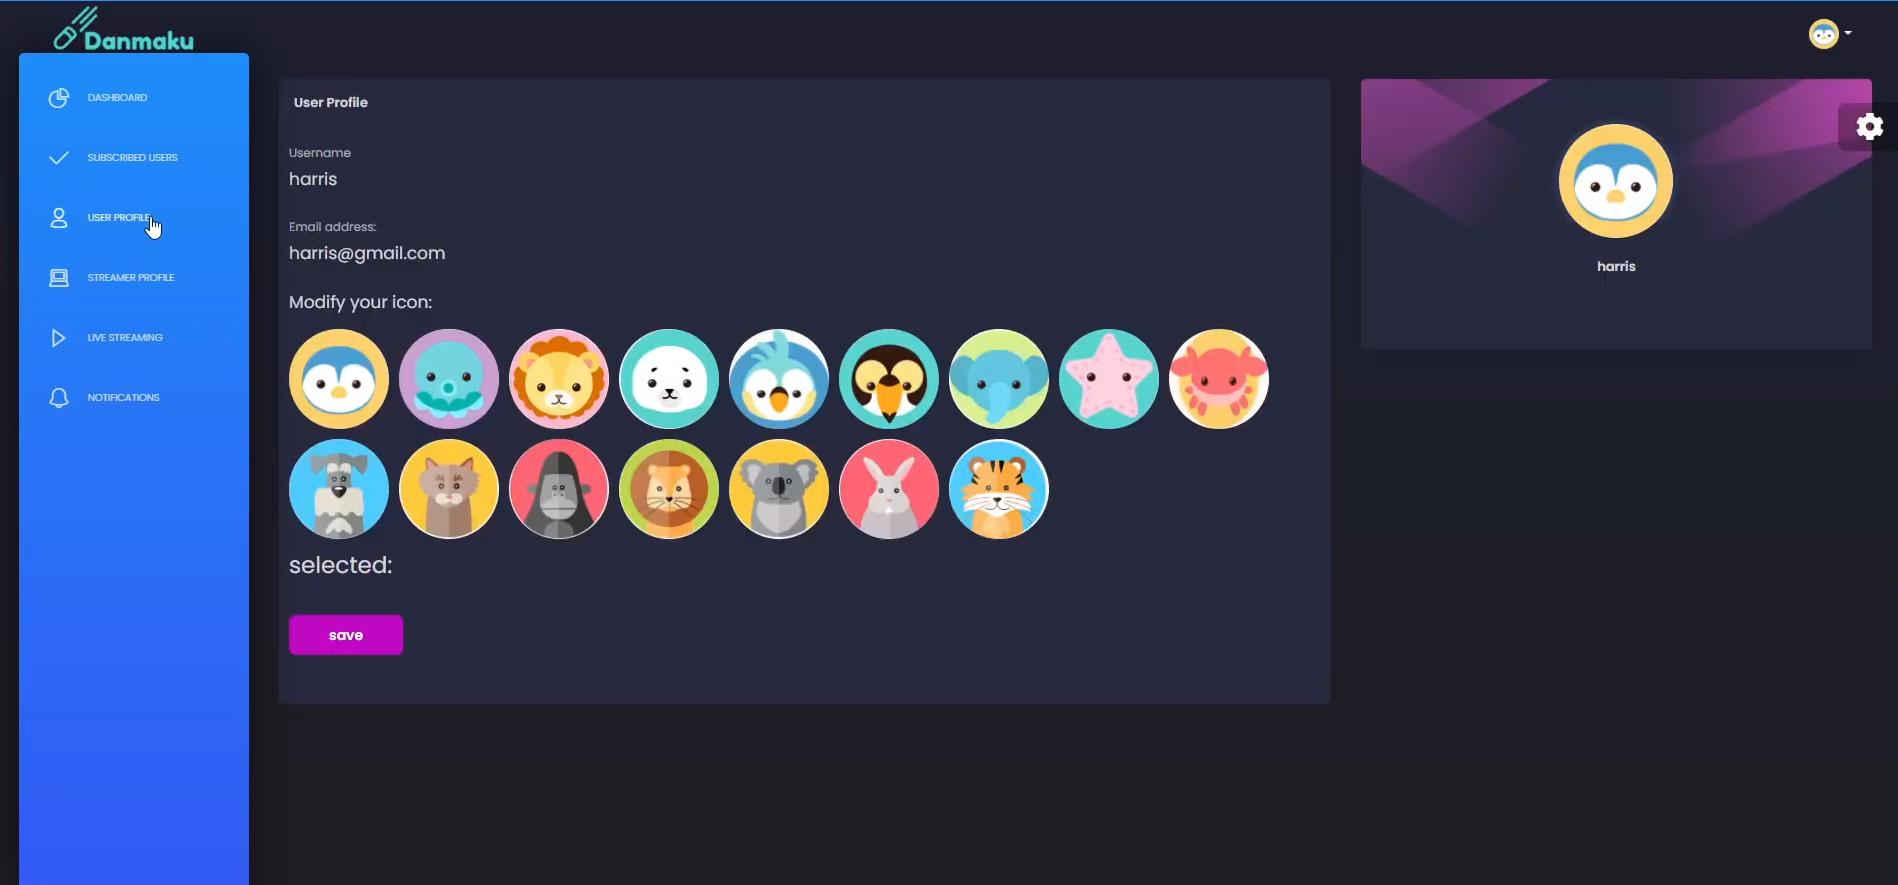 Danmaku
DASHBOARD
SUBSCRIBED USERS
USER PROFILE
STREAMER PROFILE
LIVE STREAMING
NOTIFICATIONS
User Profile
Username
harris
Email address:
harris@gmail.com
Modify your icon:
selected:
save
harris